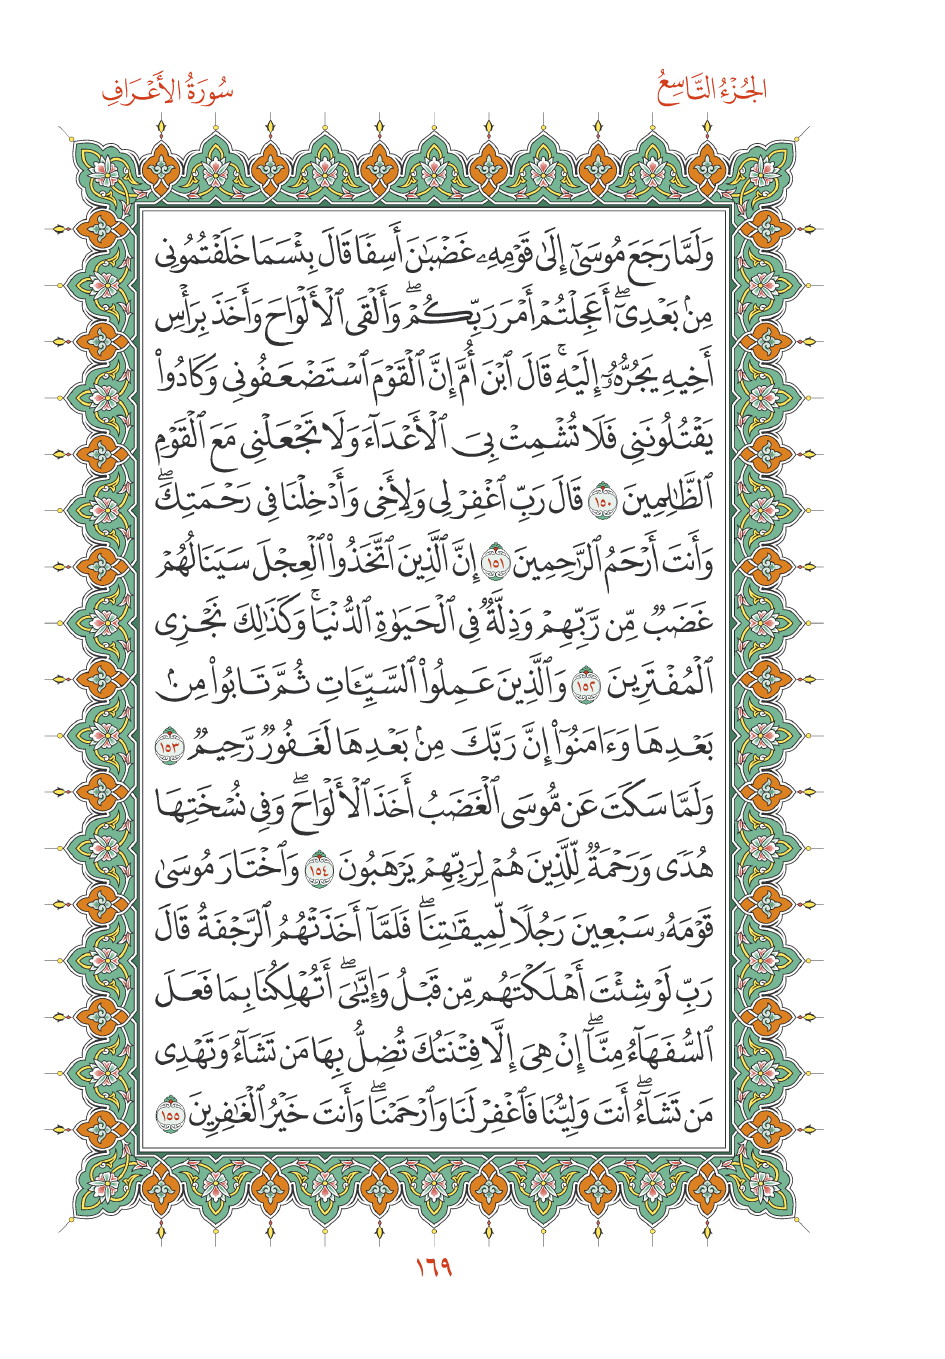 الجُزْءُ التَّاسِعُ
سُورَةُ الأَعْرَافِ
وَلَمَّا رَجَعَ مُوسَىٰٓ إِلَىٰ قَوْمِهِۦ غَضْبَٰنَ أَسِفًا قَالَ بِئْسَمَا خَلَفْتُمُونِي
مِنۢ بَعْدِيٓۖ أَعَجِلْتُمْ أَمْرَ رَبِّكُمْۖ وَأَلْقَى ٱلْأَلْوَاحَ وَأَخَذَ بِرَأْسِ
أَخِيهِ يَجُرُّهُۥٓ إِلَيْهِۚ قَالَ ٱبْنَ أُمَّ إِنَّ ٱلْقَوْمَ ٱسْتَضْعَفُونِي وَكَادُوا۟
يَقْتُلُونَنِي فَلَا تُشْمِتْ بِيَ ٱلْأَعْدَآءَ وَلَا تَجْعَلْنِي مَعَ ٱلْقَوْمِ
ٱلظَّٰلِمِينَ ١٥٠ قَالَ رَبِّ ٱغْفِرْ لِي وَلِأَخِي وَأَدْخِلْنَا فِي رَحْمَتِكَۖ
وَأَنتَ أَرْحَمُ ٱلرَّٰحِمِينَ ١٥١ إِنَّ ٱلَّذِينَ ٱتَّخَذُوا۟ ٱلْعِجْلَ سَيَنَالُهُمْ
غَضَبٌ مِّن رَّبِّهِمْ وَذِلَّةٌ فِي ٱلْحَيَوٰةِ ٱلدُّنْيَاۚ وَكَذَٰلِكَ نَجْزِي
ٱلْمُفْتَرِينَ ١٥٢ وَٱلَّذِينَ عَمِلُوا۟ ٱلسَّيِّـَٔاتِ ثُمَّ تَابُوا۟ مِنۢ
بَعْدِهَا وَءَامَنُوٓا۟ إِنَّ رَبَّكَ مِنۢ بَعْدِهَا لَغَفُورٌ رَّحِيمٌ ١٥٣
وَلَمَّا سَكَتَ عَن مُّوسَى ٱلْغَضَبُ أَخَذَ ٱلْأَلْوَاحَۖ وَفِي نُسْخَتِهَا
هُدًى وَرَحْمَةٌ لِّلَّذِينَ هُمْ لِرَبِّهِمْ يَرْهَبُونَ ١٥٤ وَٱخْتَارَ مُوسَىٰ
قَوْمَهُۥ سَبْعِينَ رَجُلًا لِّمِيقَٰتِنَاۖ فَلَمَّآ أَخَذَتْهُمُ ٱلرَّجْفَةُ قَالَ
رَبِّ لَوْ شِئْتَ أَهْلَكْتَهُم مِّن قَبْلُ وَإِيَّٰيَۖ أَتُهْلِكُنَا بِمَا فَعَلَ
ٱلسُّفَهَآءُ مِنَّآۖ إِنْ هِيَ إِلَّا فِتْنَتُكَ تُضِلُّ بِهَا مَن تَشَآءُ وَتَهْدِي
مَن تَشَآءُۖ أَنتَ وَلِيُّنَا فَٱغْفِرْ لَنَا وَٱرْحَمْنَاۖ وَأَنتَ خَيْرُ ٱلْغَٰفِرِينَ ١٥٥
١٦٩